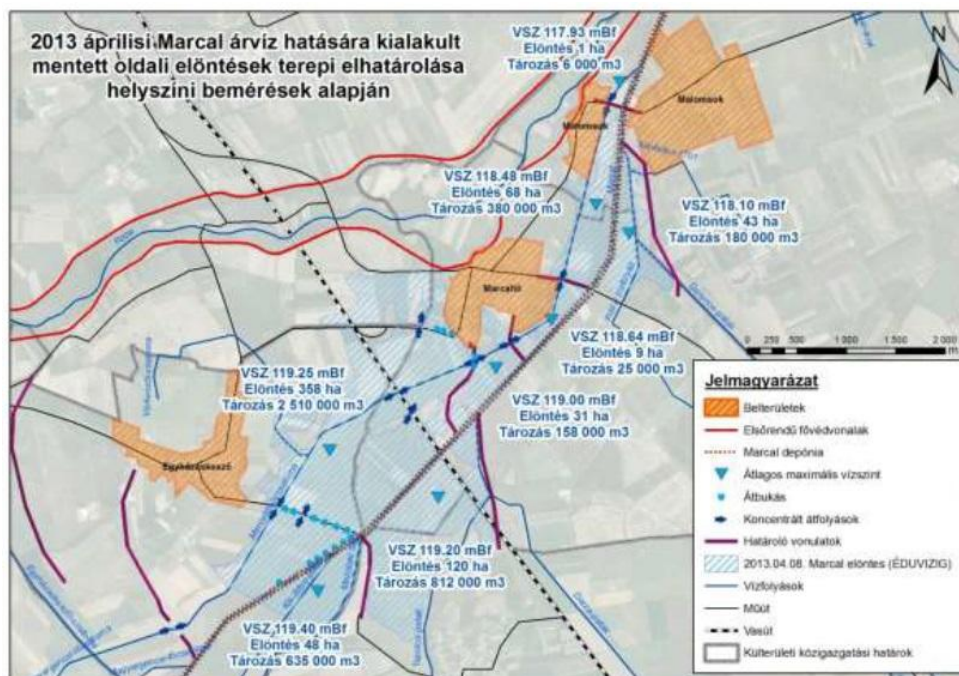 2013 áprilisi Marcal árvíz hatására kialakult
mentett oldali elöntések terepi elhatárolása
helyszíni bemérések alapján
VSZ 117.93 mBf
Elöntés 1 ha
Tározás 6 000 m3
N
Malomsok
VSZ 118.48 mBf
Elöntés 68 ha
Tározás 380 000 m3
VSZ 118.10 mBf
Elöntés 43 ha
Tározás 180 000 m3
Marcaltő
VSZ 118.64 mBf
Elöntés 9 ha
Tározás 25 000 m3
VSZ 119.25 mBf
Elöntés 358 ha
Tározás 2 510 000 m3
VSZ 119.00 mBf
Elöntés 31 ha
Tározás 158 000 m3
Egyházaskesző
VSZ 119.20 mBf
Elöntés 120 ha
Tározás 812 000 m3
VSZ 119.40 mBf
Elöntés 48 ha
Tározás 635 000 m3
0 250 500 1 000 1 500 2 000
m
Jelmagyarázat
Belterületek
Elsőrendű fővédvonalak
Marcal depónia
Átlagos maximális vízszint
Átbukás
Koncentrált átfolyások
Határoló vonulatok
2013.04.08. Marcal elöntes (ÉDUVIZIG)
Vízfolyások
Műút
Vasút
Külterületi közigazgatási határok